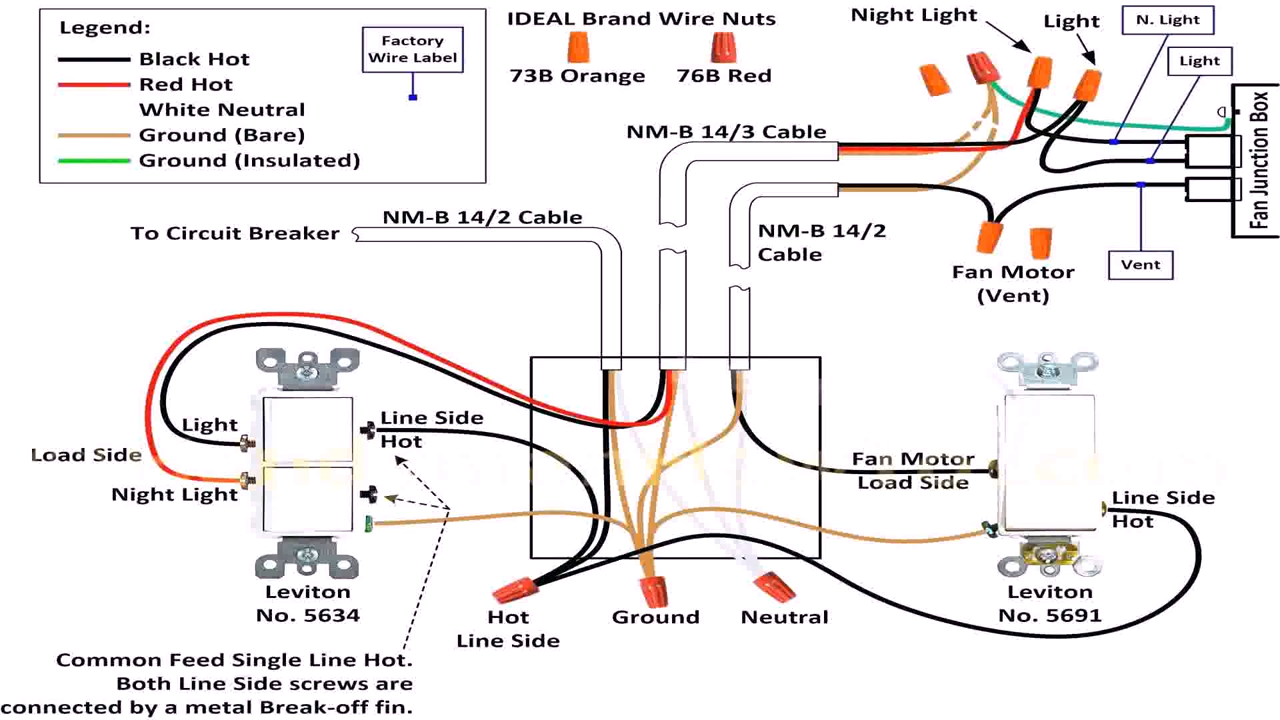 Legend:
Black Hot
Red Hot
White Neutral
Ground (Bare)
Ground (Insulated)
Factory
Wire Label
IDEAL Brand Wire Nuts
73B Orange
76B Red
Night Light
Light
N. Light
Light
Fan Junction Box
NM-B 14/3 Cable
NM-B 14/2 Cable
To Circuit Breaker
NM-B 14/2
Cable
Vent
Fan Motor
(Vent)
Light
Line Side
Hot
Load Side
Night Light
Fan Motor
Load Side
Line Side
Hot
Leviton
No. 5634
Hot
Line Side
Ground
Neutral
Leviton
No. 5691
Common Feed Single Line Hot.
Both Line Side screws are
connected by a metal Break-off fin.